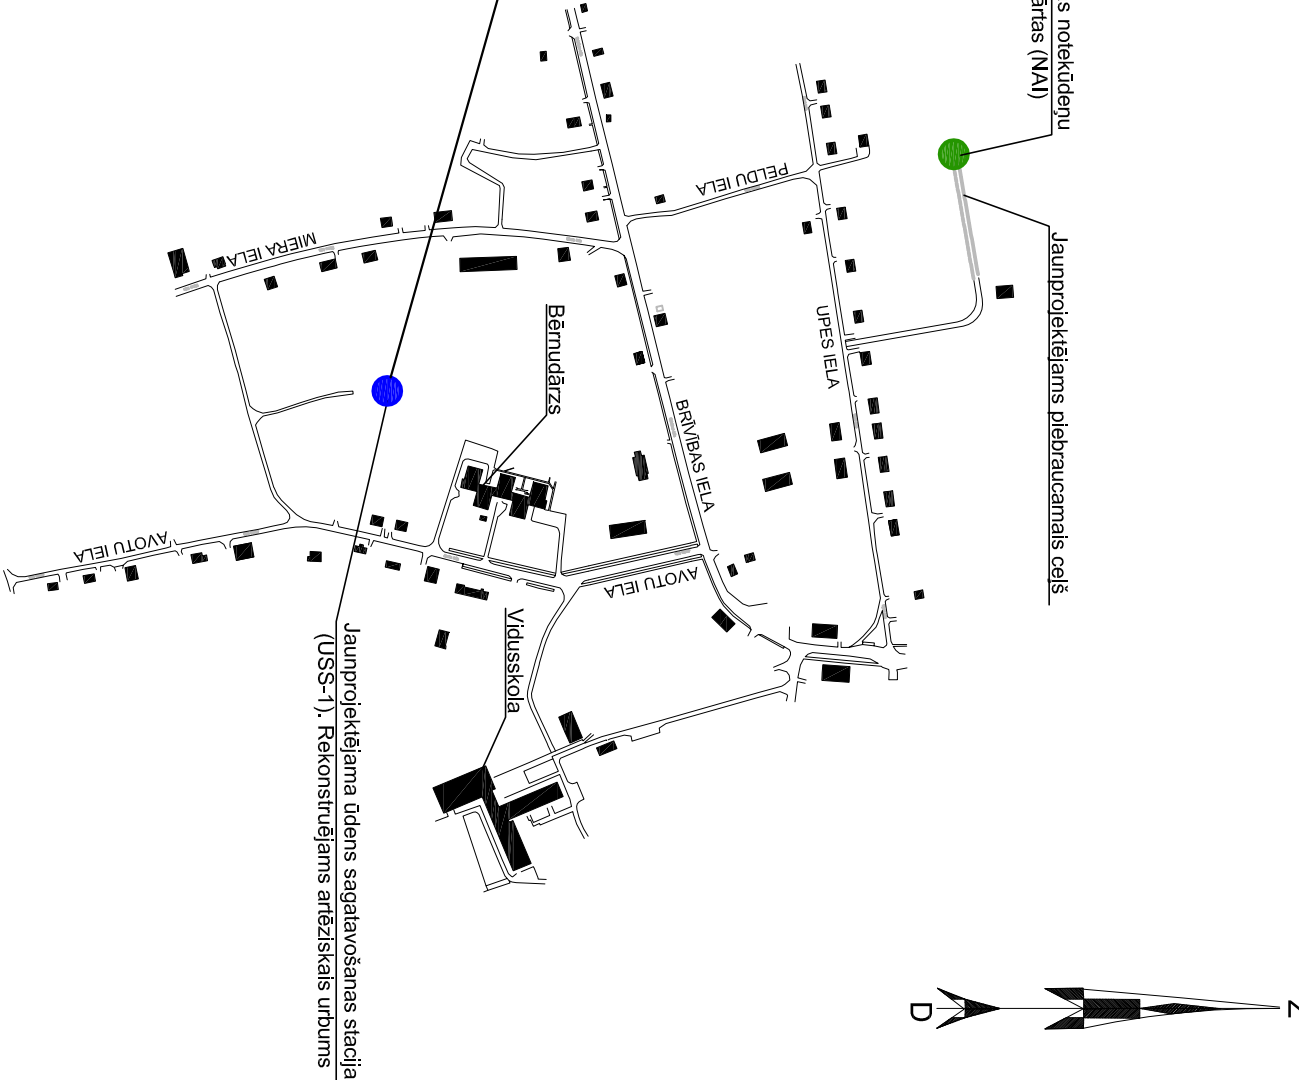 s notekūdeņu
ārtas (NAI)
Jaunprojektējams piebraucamais ceļš
PELDU IELA
UPES IELA
MIERA IELA
Bērnudārzs
BRĪVĪBAS IELA
AVOTU IELA
AVOTU IELA
Vidusskola
Jaunprojektējama ūdens sagatavošanas stacija
(USS-1). Rekonstruējams artēziskais urbums
Z
D